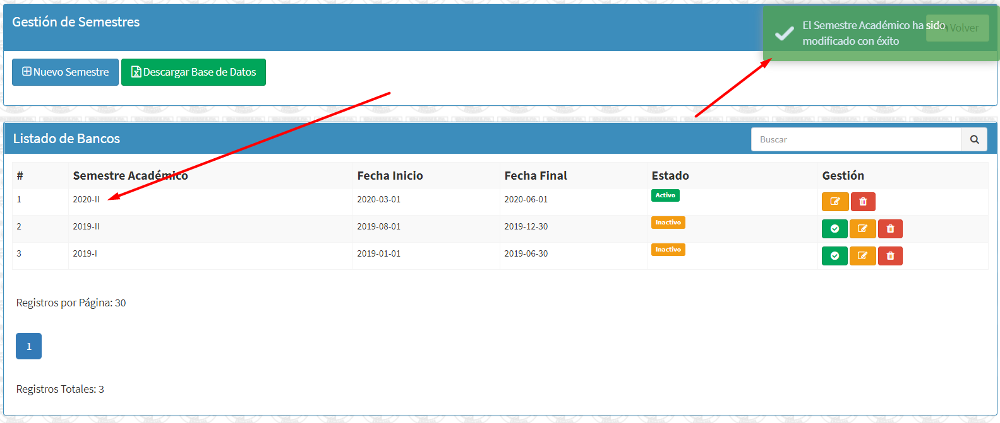 Gestión de Semestres
El Semestre Académico ha sido
modificado con éxito
Volver
Nuevo Semestre
Descargar Base de Datos
Listado de Bancos
Buscar
# Semestre Académico Fecha Inicio Fecha Final Estado Gestión
1 2020-II 2020-03-01 2020-06-01 Activo
2 2019-II 2019-08-01 2019-12-30 Inactivo
3 2019-I 2019-01-01 2019-06-30 Inactivo
Registros por Página: 30
1
Registros Totales: 3